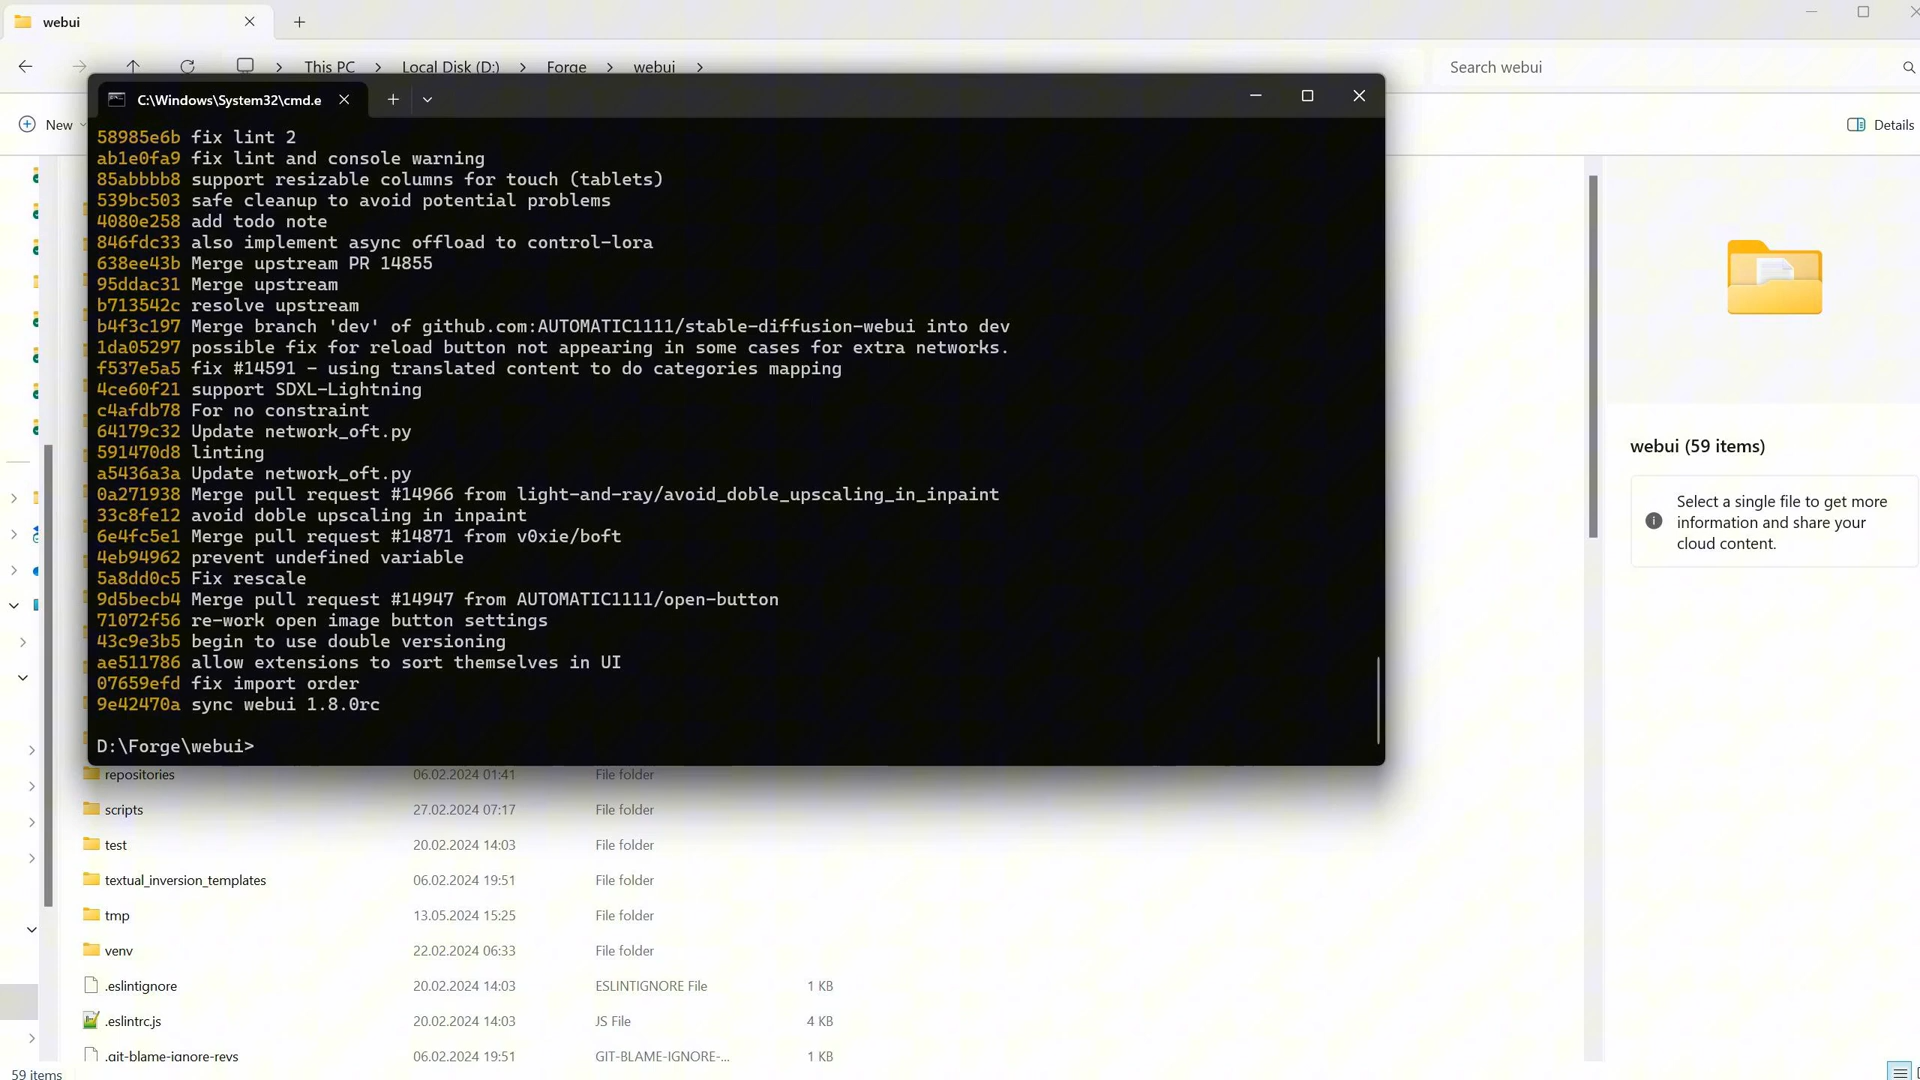 webui
This PC
Local Disk (D:)
Forge
webui
Search webui
New
Details
C:\Windows\System32\cmd.e
58985e6b fix lint 2
ab1e0fa9 fix lint and console warning
85abbbb8 support resizable columns for touch (tablets)
539bc503 safe cleanup to avoid potential problems
4080e258 add todo note
846fdc33 also implement async offload to control-lora
638ee43b Merge upstream PR 14855
95ddac31 Merge upstream
b713542c resolve upstream
b4f3c197 Merge branch 'dev' of github.com:AUTOMATIC1111/stable-diffusion-webui into dev
1da05297 possible fix for reload button not appearing in some cases for extra networks.
f537e5a5 fix #14591 - using translated content to do categories mapping
4ce60f21 support SDXL-Lightning
c4afdb78 For no constraint
64179c32 Update network_oft.py
591470d8 linting
a5436a3a Update network_oft.py
0a271938 Merge pull request #14966 from light-and-ray/avoid_doble_upscaling_in_inpaint
33c8fe12 avoid doble upscaling in inpaint
6e4fc5e1 Merge pull request #14871 from v0xie/boft
4eb94962 prevent undefined variable
5a8dd0c5 Fix rescale
9d5becb4 Merge pull request #14947 from AUTOMATIC1111/open-button
71072f56 re-work open image button settings
43c9e3b5 begin to use double versioning
ae511786 allow extensions to sort themselves in UI
07659efd fix import order
9e42470a sync webui 1.8.0rc
D:\Forge\webui>
repositories 06.02.2024 01:41 File folder
scripts 27.02.2024 07:17 File folder
test 20.02.2024 14:03 File folder
textual_inversion_templates 06.02.2024 19:51 File folder
tmp 13.05.2024 15:25 File folder
venv 22.02.2024 06:33 File folder
.eslintignore 20.02.2024 14:03 ESLINTIGNORE File 1 KB
.eslintrc.js 20.02.2024 14:03 JS File 4 KB
.git-blame-ignore-revs 06.02.2024 19:51 GIT-BLAME-IGNORE-... 1 KB
59 items
webui (59 items)
Select a single file to get more
information and share your
cloud content.